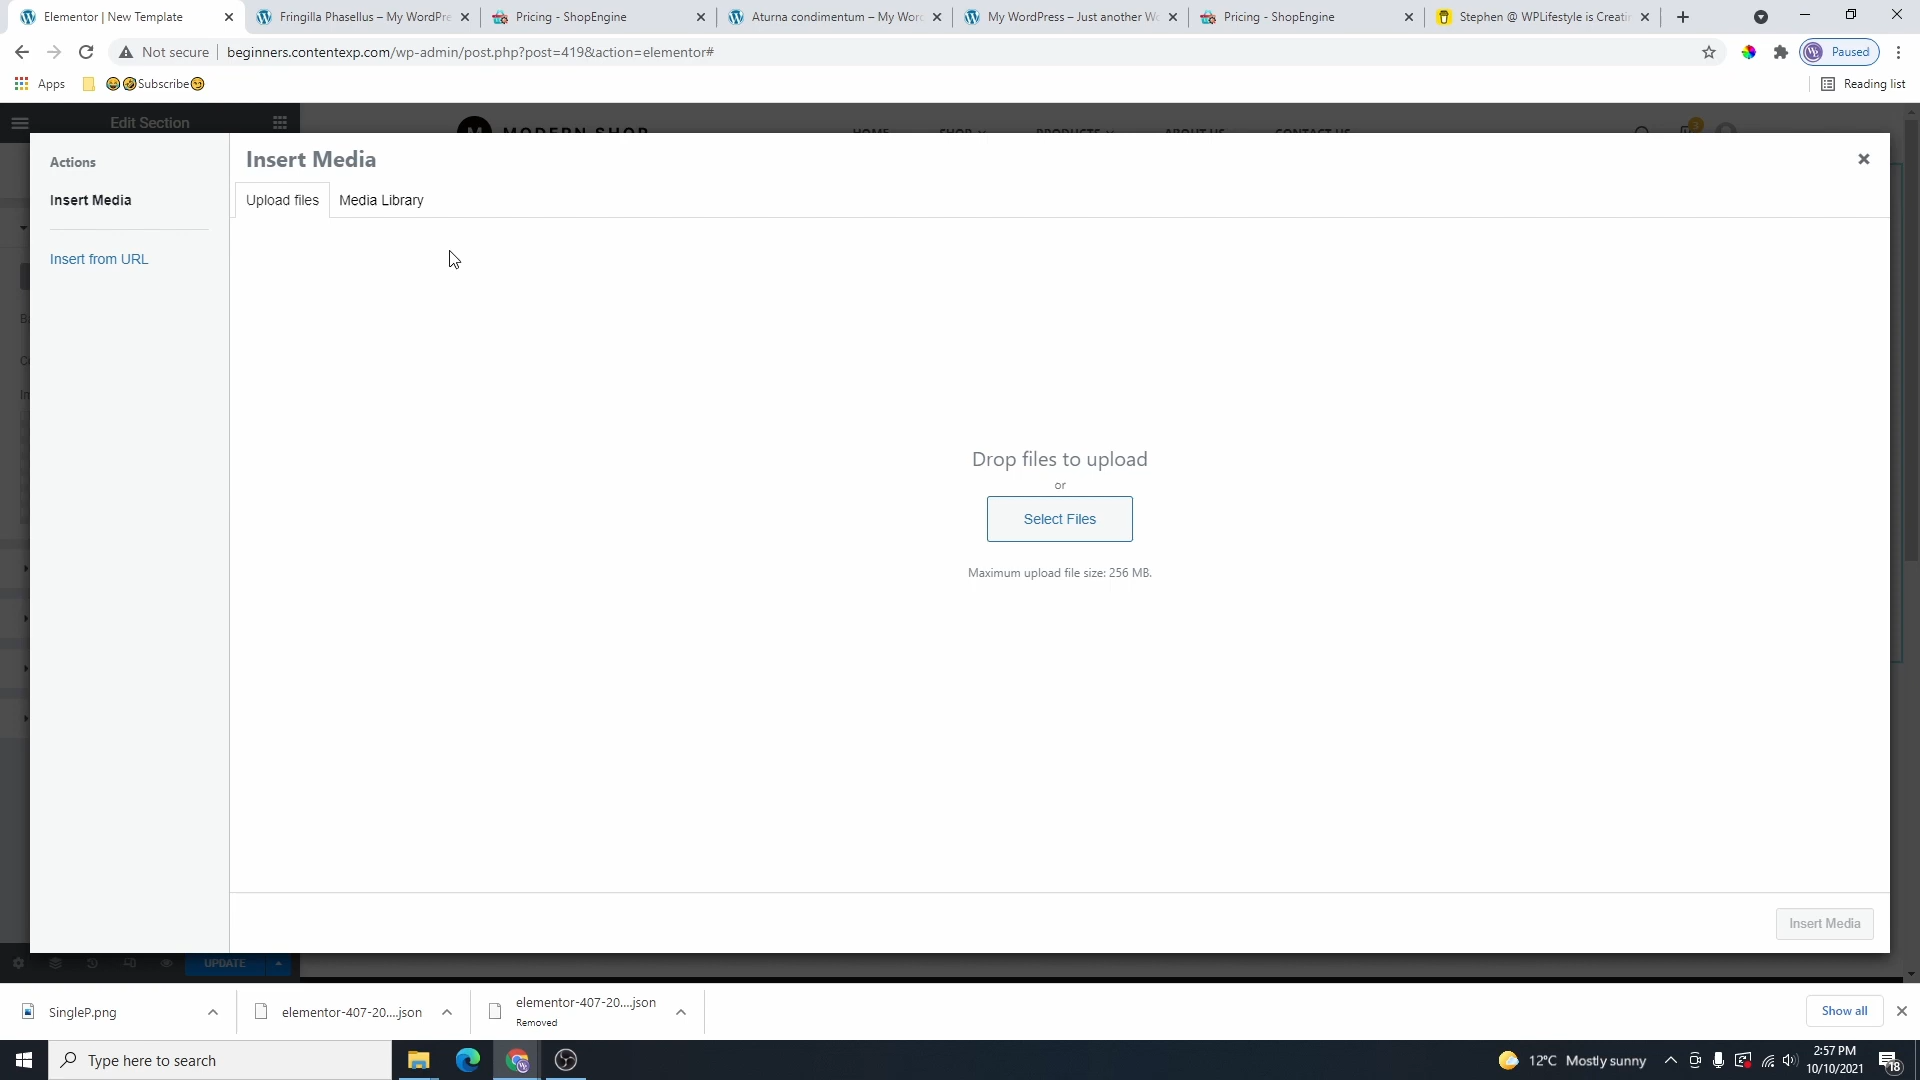 Elementor | New Template
Fringilla Phasellus – My WordPre
Pricing - ShopEngine
Aturna condimentum – My Word
My WordPress – Just another Wo
Pricing - ShopEngine
Stephen @ WPLifestyle is Creatin
Not secure
beginners.contentexp.com/wp-admin/post.php?post=419&action=elementor#
Paused
Apps
😂🤣Subscribe😏
Reading list
Edit Section
MODERN SHOP
HOME
SHOP
PRODUCTS
ABOUT US
CONTACT US
3
Actions
Insert Media
Insert from URL
Insert Media
Upload files
Media Library
Drop files to upload
or
Select Files
Maximum upload file size: 256 MB.
Insert Media
UPDATE
SingleP.png
elementor-407-20....json
elementor-407-20....json
Removed
Show all
Type here to search
12°C Mostly sunny
2:57 PM
10/10/2021
18